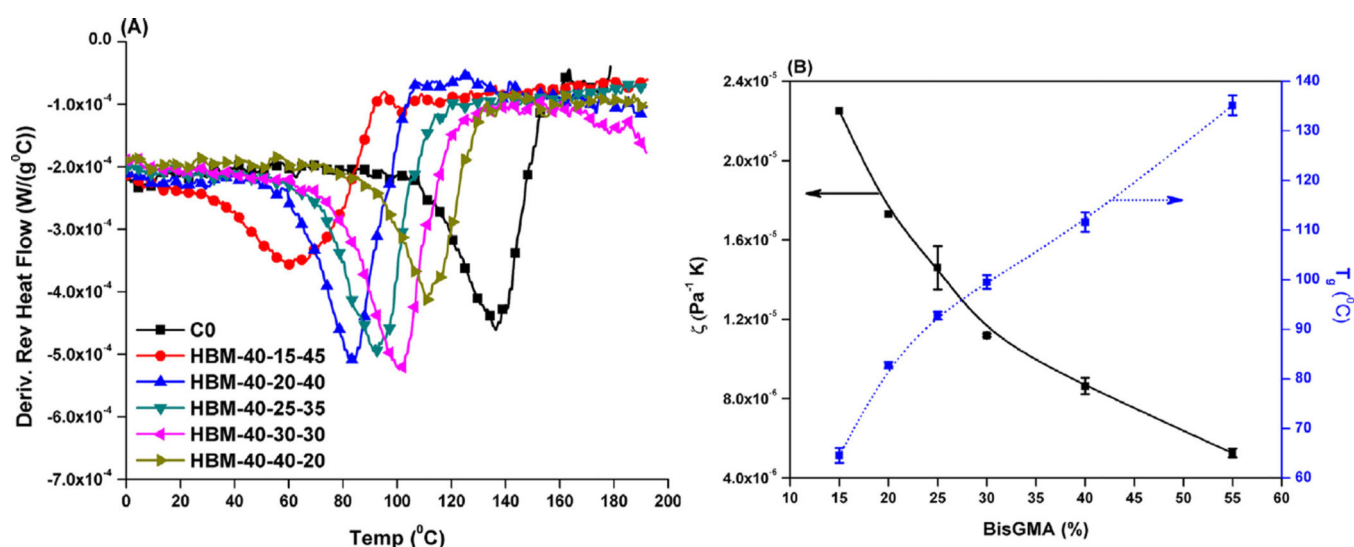 (A)
0.0
-1.0x10⁻⁴
-2.0x10⁻⁴
-3.0x10⁻⁴
-4.0x10⁻⁴
-5.0x10⁻⁴
-6.0x10⁻⁴
-7.0x10⁻⁴
Deriv. Rev Heat Flow (W/(g⁰C))
C0
HBM-40-15-45
HBM-40-20-40
HBM-40-25-35
HBM-40-30-30
HBM-40-40-20
0 20 40 60 80 100 120 140 160 180 200
Temp (⁰C)
(B)
2.4x10⁻⁵
2.0x10⁻⁵
1.6x10⁻⁵
1.2x10⁻⁵
8.0x10⁻⁶
4.0x10⁻⁶
ζ (Pa⁻¹ K)
140
130
120
110
100
90
80
70
60
T_g (⁰C)
10 15 20 25 30 35 40 45 50 55 60
BisGMA (%)